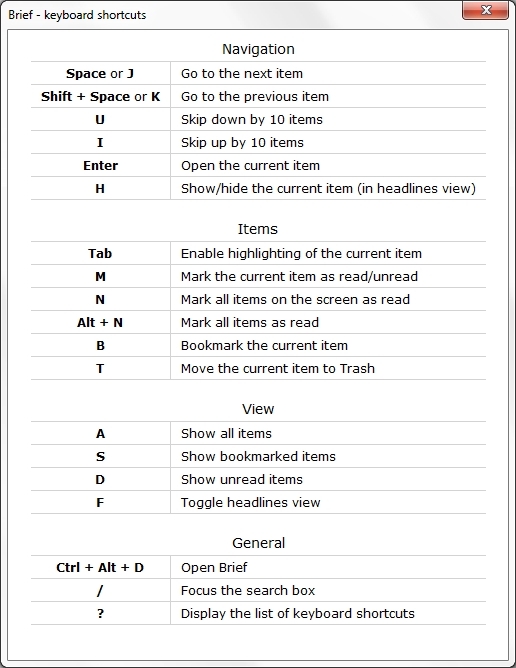 Brief - keyboard shortcuts
Navigation
Space or J Go to the next item
Shift + Space or K Go to the previous item
U Skip down by 10 items
I Skip up by 10 items
Enter Open the current item
H Show/hide the current item (in headlines view)
Items
Tab Enable highlighting of the current item
M Mark the current item as read/unread
N Mark all items on the screen as read
Alt + N Mark all items as read
B Bookmark the current item
T Move the current item to Trash
View
A Show all items
S Show bookmarked items
D Show unread items
F Toggle headlines view
General
Ctrl + Alt + D Open Brief
/ Focus the search box
? Display the list of keyboard shortcuts